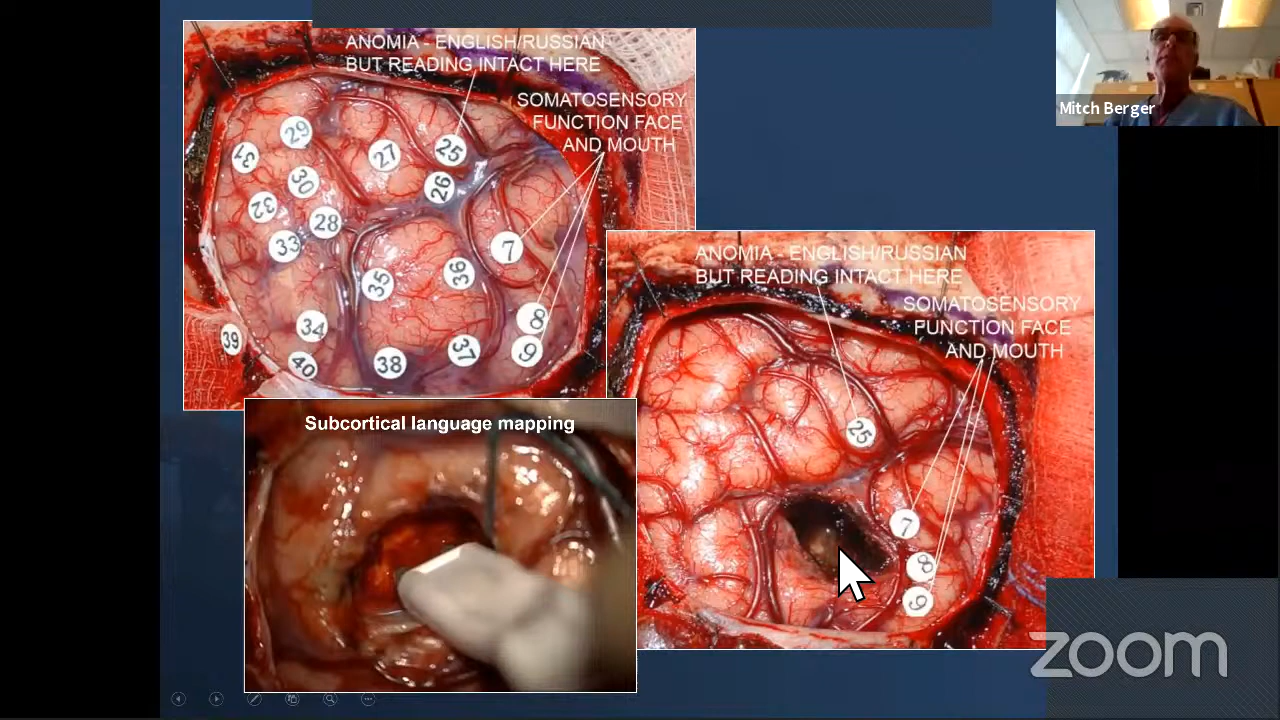 ANOMIA - ENGLISH/RUSSIAN
BUT READING INTACT HERE
SOMATOSENSORY
FUNCTION FACE
AND MOUTH
29
31
27
25
30
26
32
28
33
7
35
36
34
8
39
40
38
37
9
ANOMIA - ENGLISH/RUSSIAN
BUT READING INTACT HERE
SOMATOSENSORY
FUNCTION FACE
AND MOUTH
25
7
8
9
Subcortical language mapping
Mitch Berger
zoom